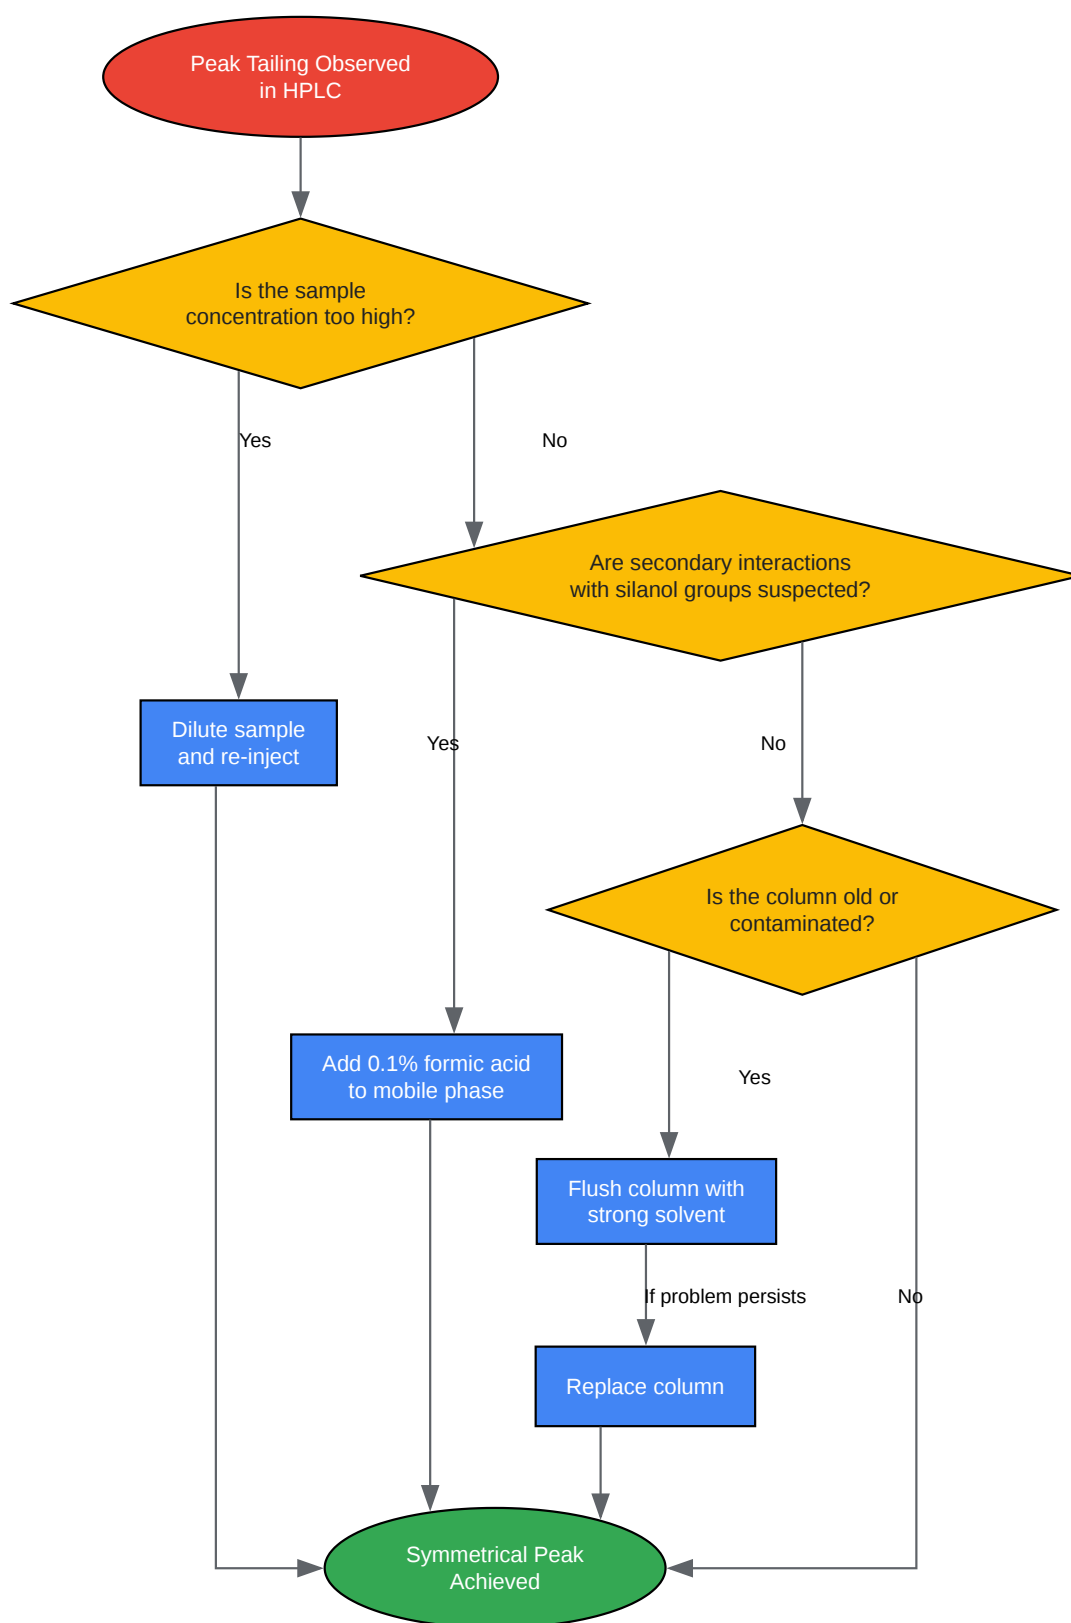 Peak Tailing Observed
in HPLC
Is the sample
concentration too high?
Yes
No
Are secondary interactions
with silanol groups suspected?
Dilute sample
and re-inject
Yes
No
Is the column old or
contaminated?
Add 0.1% formic acid
to mobile phase
Yes
Flush column with
strong solvent
If problem persists
No
Replace column
Symmetrical Peak
Achieved